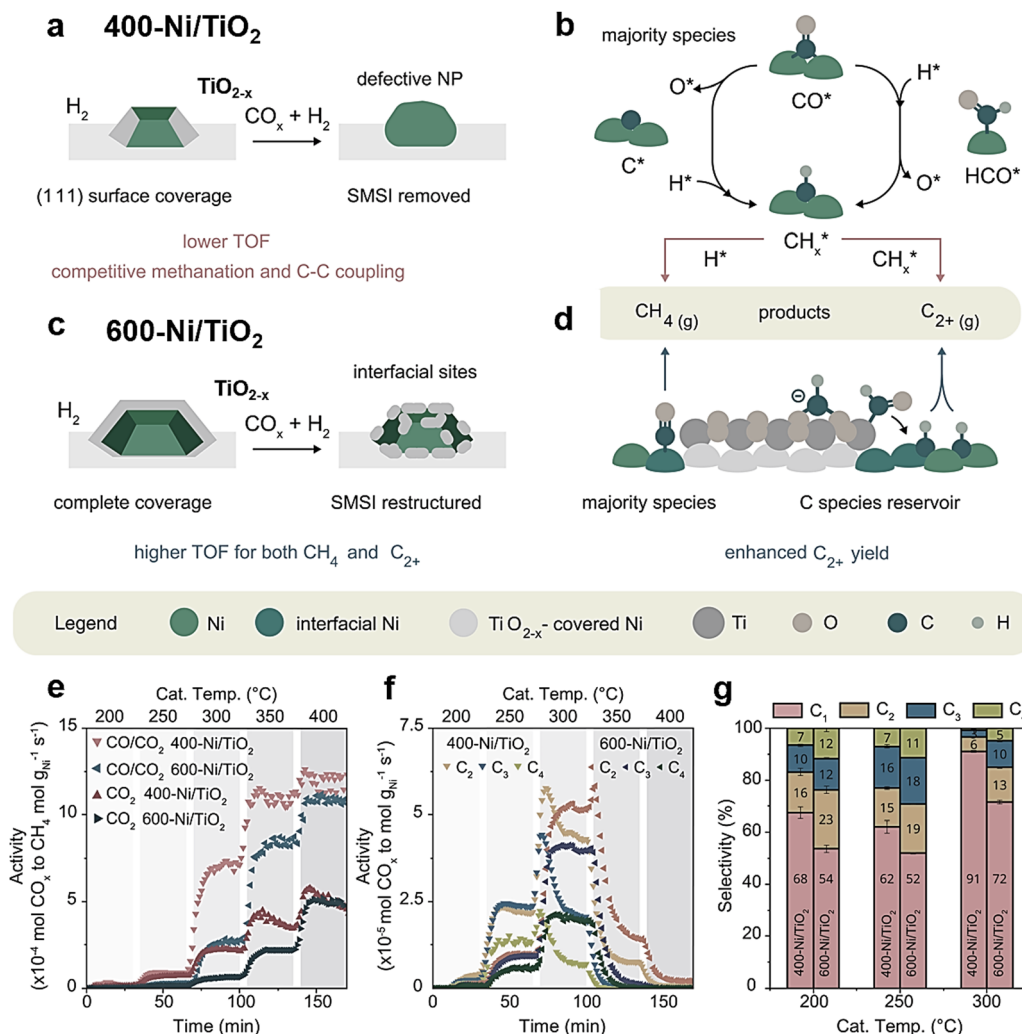 a 400-Ni/TiO2
H2
TiO2-x
COx + H2
defective NP
(111) surface coverage
SMSI removed
lower TOF
competitive methanation and C-C coupling
b
majority species
O*
CO*
H*
C*
HCO*
H*
O*
CHx*
H*
CHx*
CH4 (g)
products
C2+ (g)
c 600-Ni/TiO2
H2
TiO2-x
COx + H2
interfacial sites
complete coverage
SMSI restructured
higher TOF for both CH4 and C2+
d
majority species
C species reservoir
enhanced C2+ yield
Legend
Ni
interfacial Ni
TiO2-x- covered Ni
Ti
O
C
H
e
Cat. Temp. (°C)
200 250 300 350 400
15
10
5
0
Activity
(x10-4 mol COx to CH4 mol gNi-1 s-1)
CO/CO2 400-Ni/TiO2
CO/CO2 600-Ni/TiO2
CO2 400-Ni/TiO2
CO2 600-Ni/TiO2
0 50 100 150
Time (min)
f
Cat. Temp. (°C)
200 250 300 350 400
7.5
5
2.5
0
Activity
(x10-5 mol COx to mol gNi-1 s-1)
400-Ni/TiO2
C2 C3 C4
600-Ni/TiO2
C2 C3 C4
0 50 100 150
Time (min)
g
C1 C2 C3
100
80
60
40
20
0
Selectivity (%)
7
10
16
68
400-Ni/TiO2
12
12
23
54
600-Ni/TiO2
7
16
15
62
400-Ni/TiO2
11
18
19
52
600-Ni/TiO2
6
91
400-Ni/TiO2
5
10
13
72
600-Ni/TiO2
200 250 300
Cat. Temp. (°C)